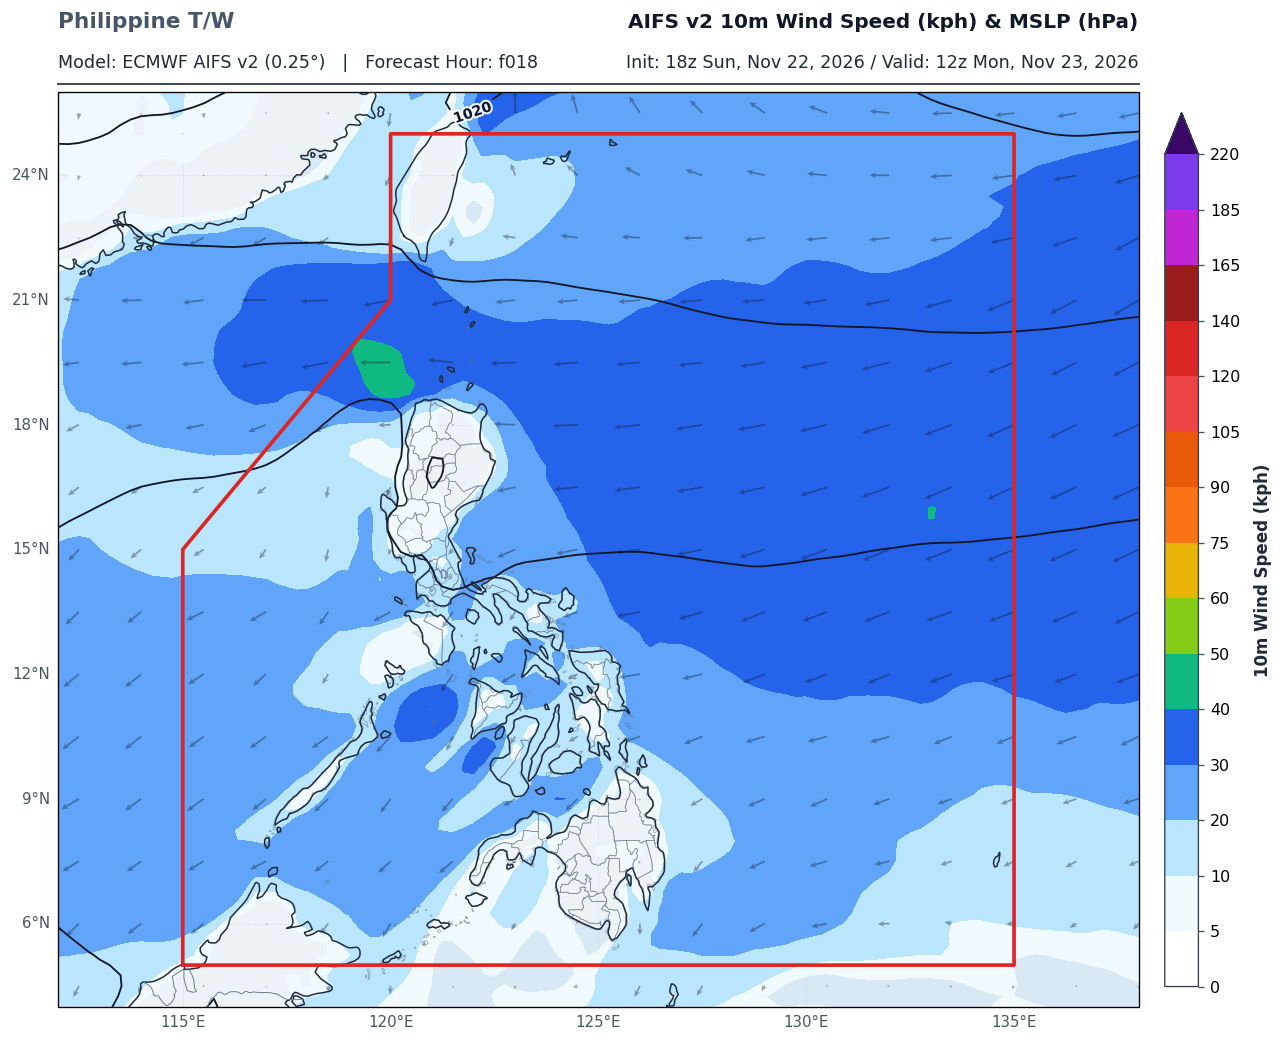 Philippine T/W
AIFS v2 10m Wind Speed (kph) & MSLP (hPa)
Model: ECMWF AIFS v2 (0.25°)   |   Forecast Hour: f018
Init: 18z Sun, Nov 22, 2026 / Valid: 12z Mon, Nov 23, 2026
1020
24°N
21°N
18°N
15°N
12°N
9°N
6°N
115°E
120°E
125°E
130°E
135°E
220
185
165
140
120
105
90
75
60
50
40
30
20
10
5
0
10m Wind Speed (kph)